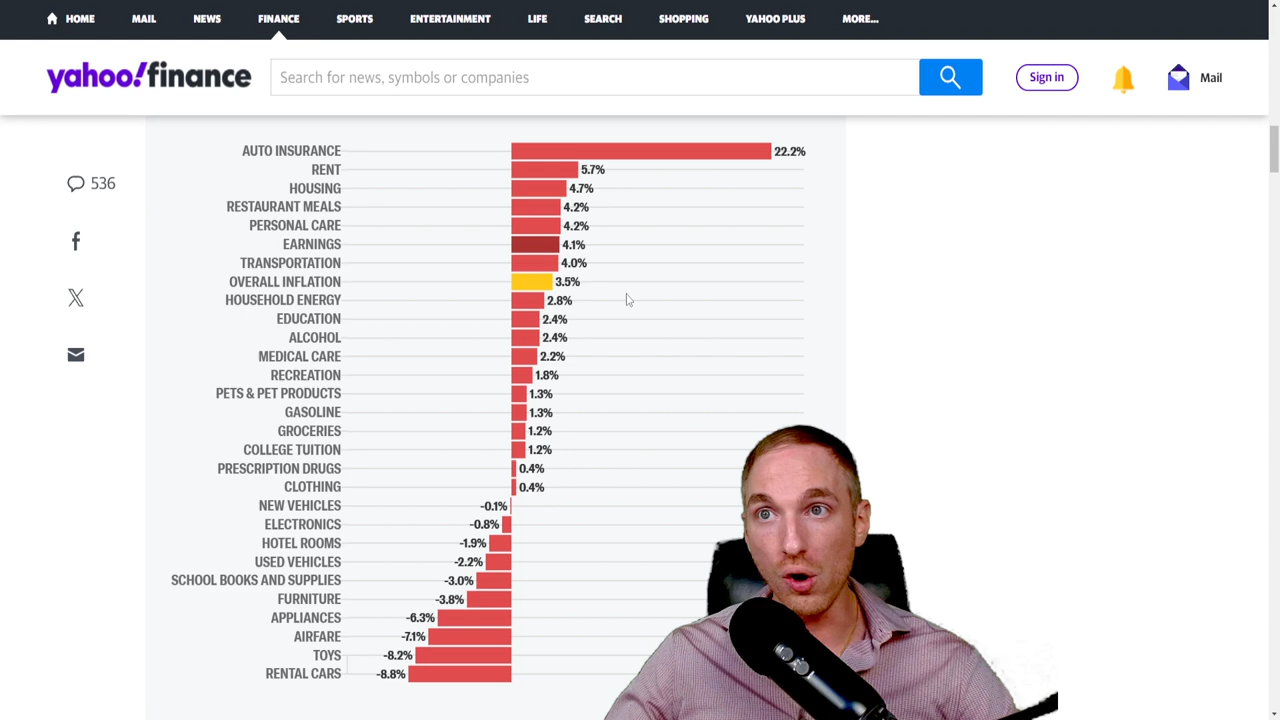 HOME MAIL NEWS FINANCE SPORTS ENTERTAINMENT LIFE SEARCH SHOPPING YAHOO PLUS MORE...
yahoo!finance Search for news, symbols or companies Sign in Mail
536
AUTO INSURANCE 22.2%
RENT 5.7%
HOUSING 4.7%
RESTAURANT MEALS 4.2%
PERSONAL CARE 4.2%
EARNINGS 4.1%
TRANSPORTATION 4.0%
OVERALL INFLATION 3.5%
HOUSEHOLD ENERGY 2.8%
EDUCATION 2.4%
ALCOHOL 2.4%
MEDICAL CARE 2.2%
RECREATION 1.8%
PETS & PET PRODUCTS 1.3%
GASOLINE 1.3%
GROCERIES 1.2%
COLLEGE TUITION 1.2%
PRESCRIPTION DRUGS 0.4%
CLOTHING 0.4%
NEW VEHICLES -0.1%
ELECTRONICS -0.8%
HOTEL ROOMS -1.9%
USED VEHICLES -2.2%
SCHOOL BOOKS AND SUPPLIES -3.0%
FURNITURE -3.8%
APPLIANCES -6.3%
AIRFARE -7.1%
TOYS -8.2%
RENTAL CARS -8.8%